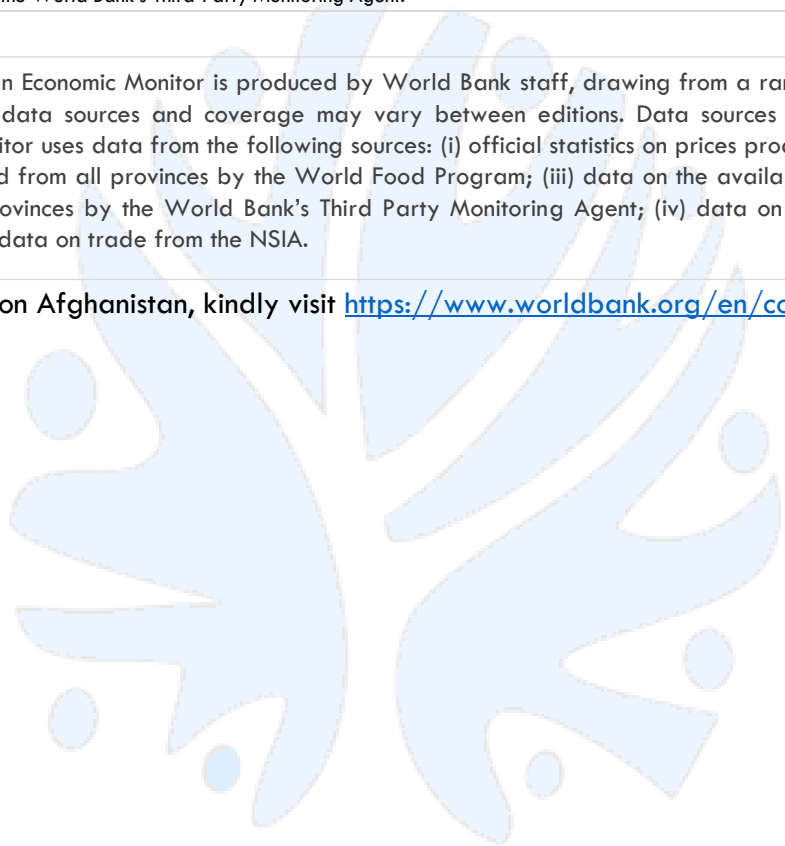 the World Bank's Third Party Monitoring Agent.
n Economic Monitor is produced by World Bank staff, drawing from a ra
data sources and coverage may vary between editions. Data sources
itor uses data from the following sources: (i) official statistics on prices pro
d from all provinces by the World Food Program; (iii) data on the availa
rovinces by the World Bank's Third Party Monitoring Agent; (iv) data on
data on trade from the NSIA.
on Afghanistan, kindly visit https://www.worldbank.org/en/co